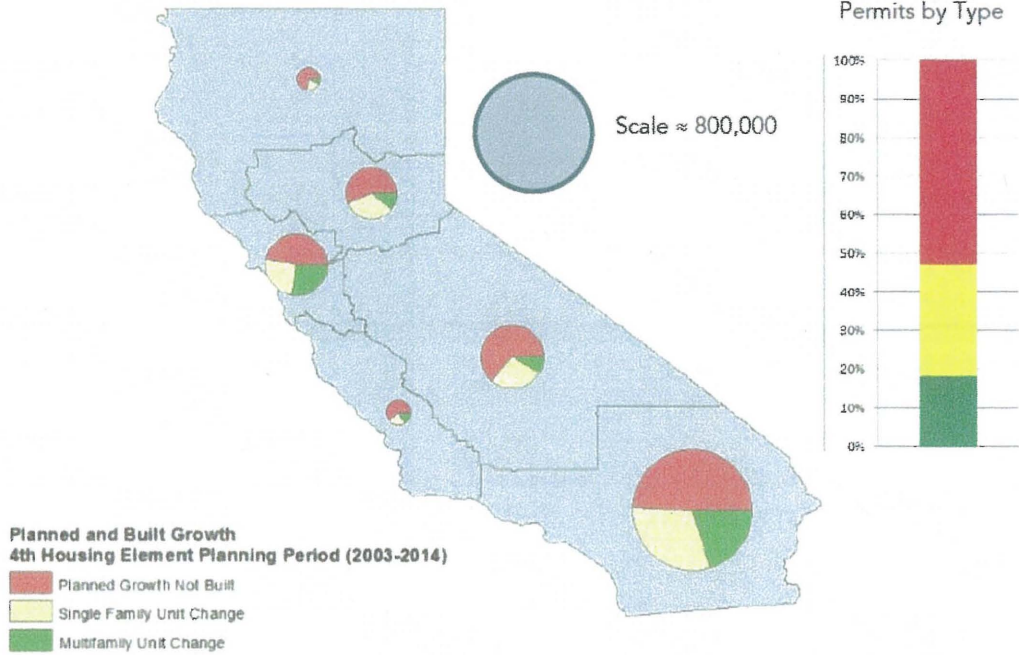 Permits by Type
100%
90%
80%
70%
60%
50%
40%
30%
20%
10%
0%
Scale ≈ 800,000
Planned and Built Growth
4th Housing Element Planning Period (2003-2014)
Planned Growth Not Built
Single Family Unit Change
Multifamily Unit Change